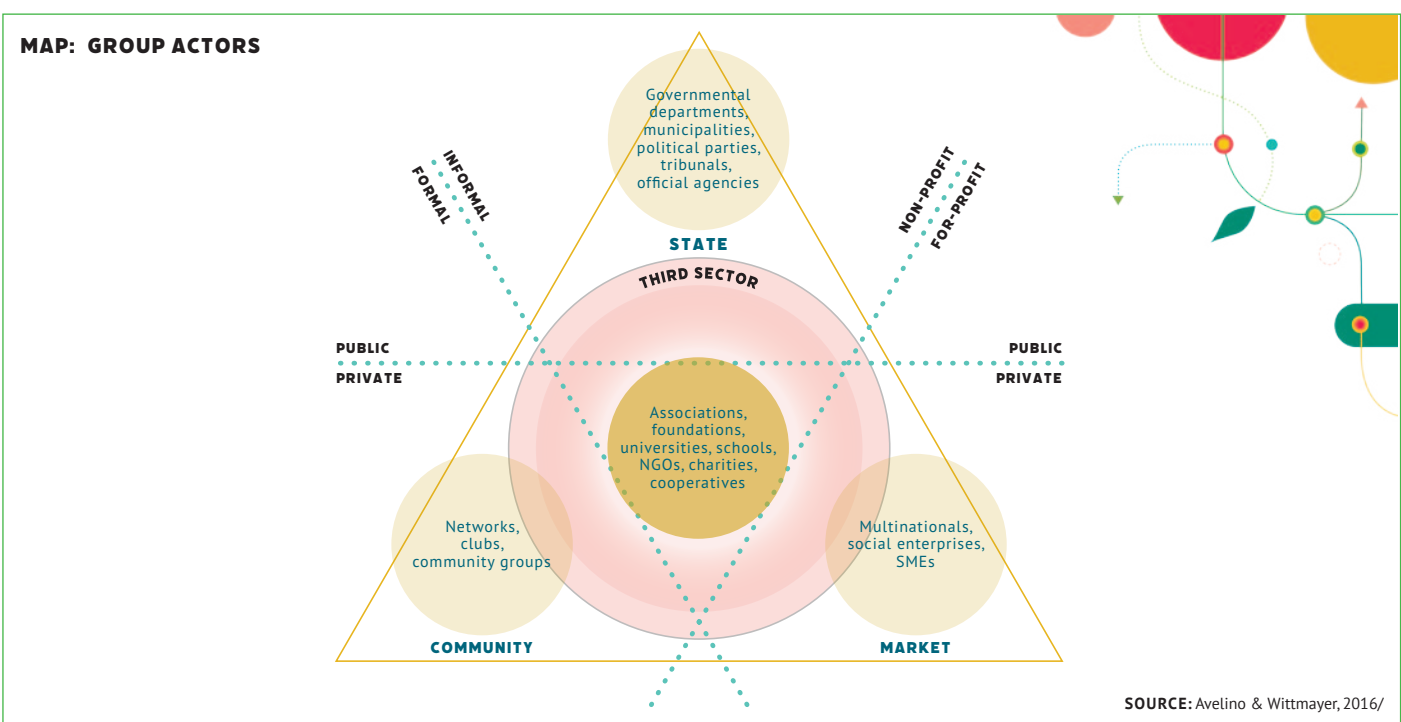 MAP: GROUP ACTORS
Governmental
departments,
municipalities,
political parties,
tribunals,
official agencies
INFORMAL
FORMAL
NON-PROFIT
FOR-PROFIT
STATE
THIRD SECTOR
PUBLIC
PRIVATE
PUBLIC
PRIVATE
Associations,
foundations,
universities, schools,
NGOs, charities,
cooperatives
Networks,
clubs,
community groups
Multinationals,
social enterprises,
SMEs
COMMUNITY
MARKET
SOURCE: Avelino & Wittmayer, 2016/